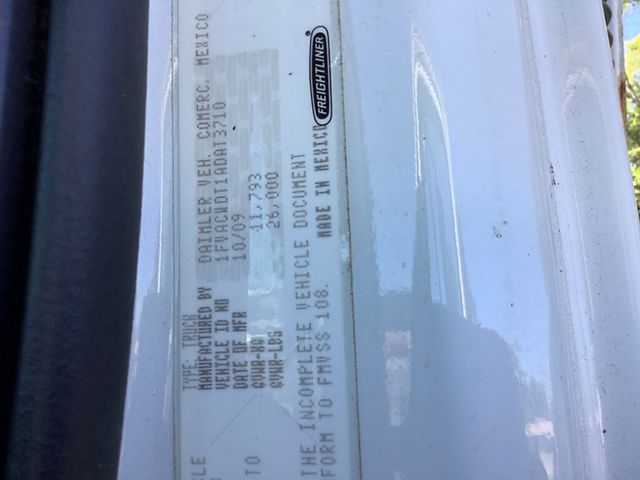 TYPE: TRUCK
MANUFACTURED BY DAIMLER VEH. COMERC. MEXICO
VEHICLE ID NO 1FVACWDT1ADAT3710
DATE OF MFR 10/09
GVWR-KG 11,793
TO GVWR-LBS 26,000
THE INCOMPLETE VEHICLE DOCUMENT
FORM TO FMVSS 108. MADE IN MEXICO
FREIGHTLINER